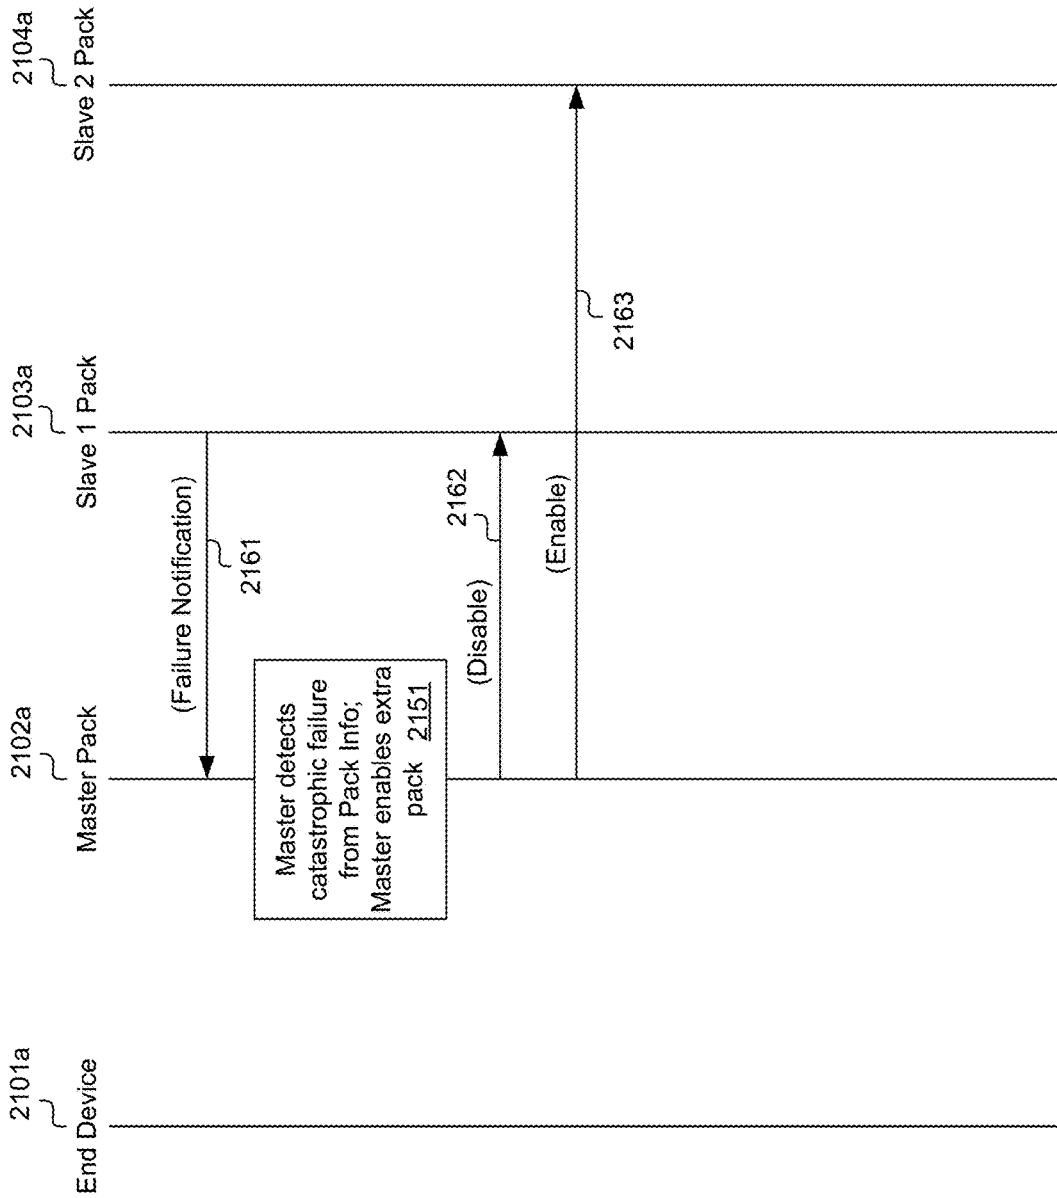 2101a
2102a
2103a
2104a
End Device
Master Pack
Slave 1 Pack
Slave 2 Pack
(Failure Notification)
2161
Master detects
catastrophic failure
from Pack Info;
Master enables extra
pack 2151
(Disable)
2162
(Enable)
2163